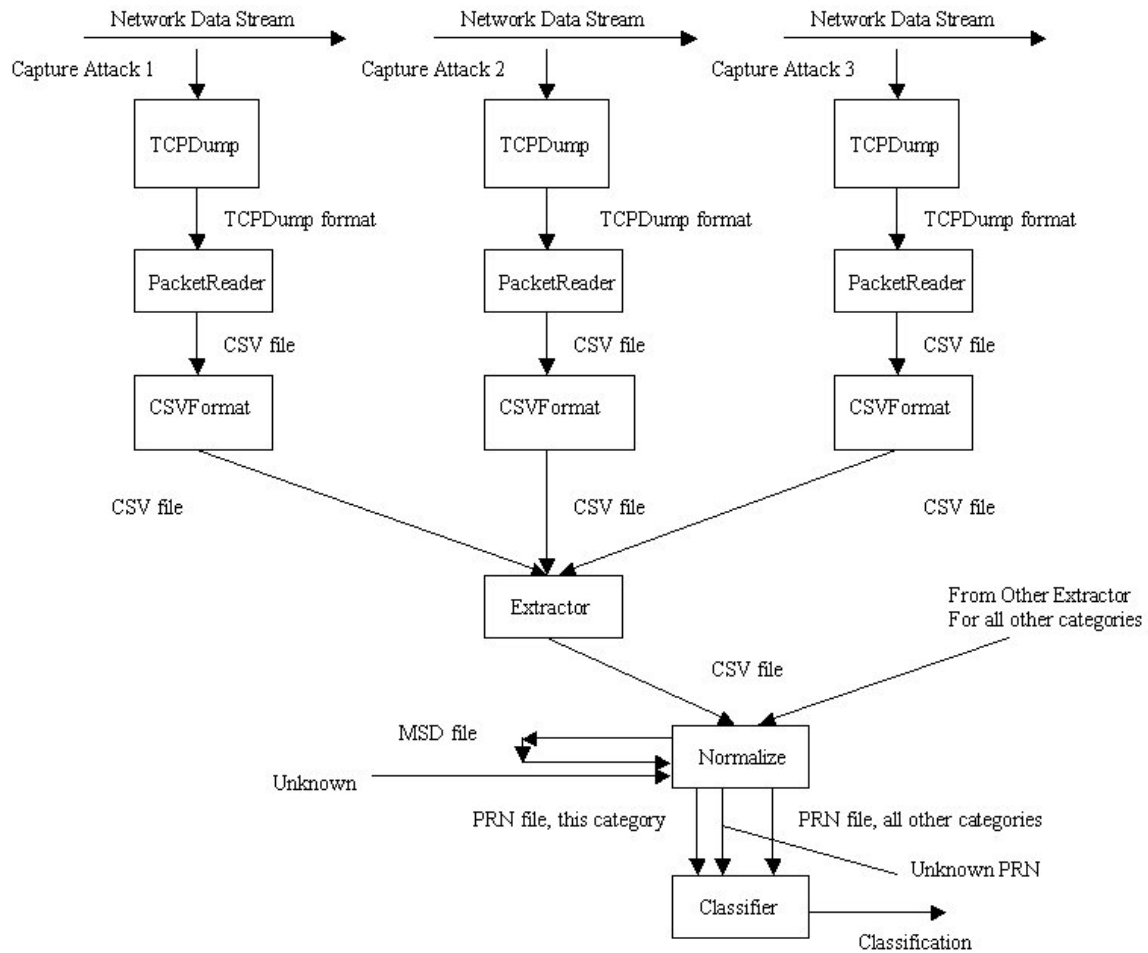 Network Data Stream
Network Data Stream
Network Data Stream
Capture Attack 1
Capture Attack 2
Capture Attack 3
TCPDump
TCPDump
TCPDump
TCPDump format
TCPDump format
TCPDump format
PacketReader
PacketReader
PacketReader
CSV file
CSV file
CSV file
CSVFormat
CSVFormat
CSVFormat
CSV file
CSV file
CSV file
Extractor
From Other Extractor
For all other categories
CSV file
MSD file
Normalize
Unknown
PRN file, this category
PRN file, all other categories
Unknown PRN
Classifier
Classification